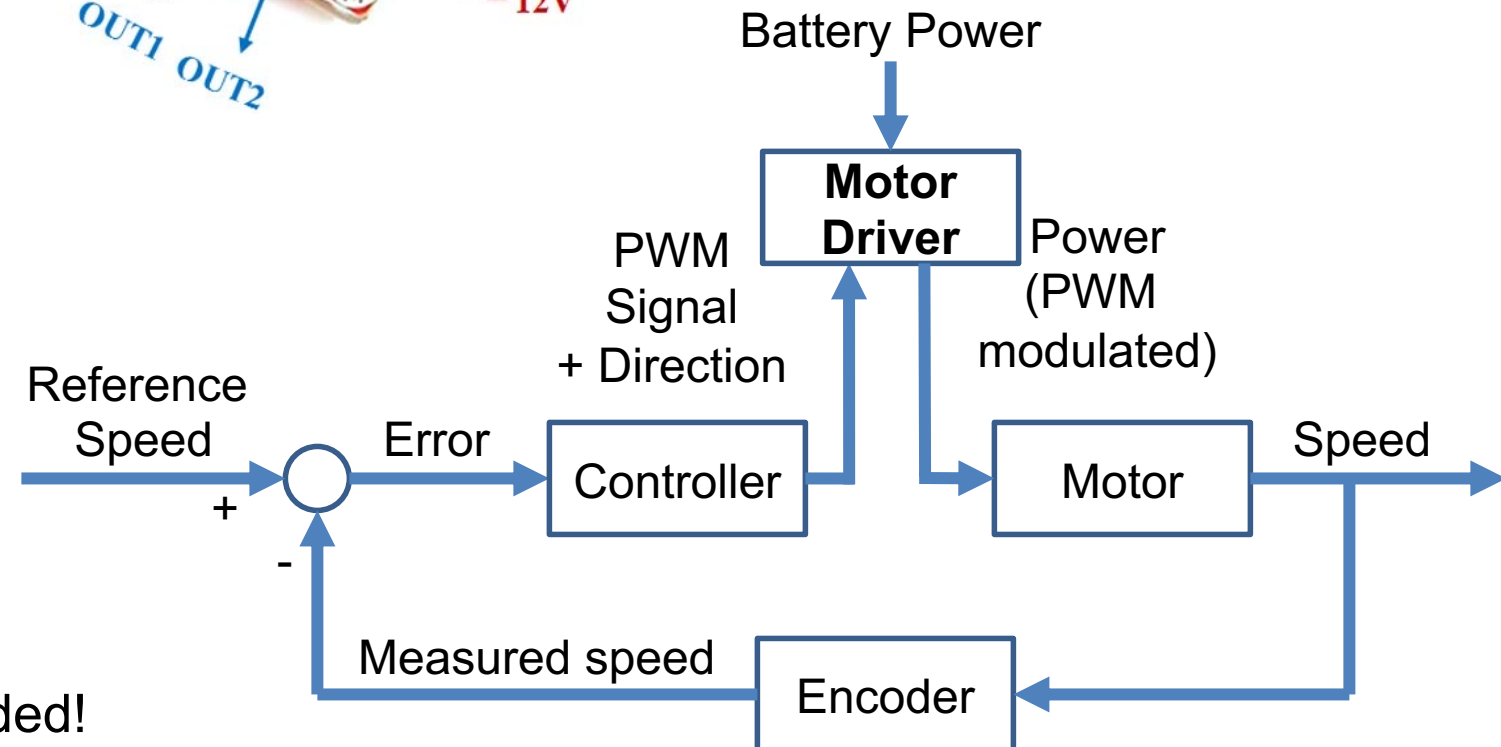 12V
OUT1 OUT2
Battery Power
Motor
Driver
PWM
Signal
+ Direction
Power
(PWM
modulated)
Reference
Speed
+
-
Error
Controller
Motor
Speed
Measured speed
Encoder
ded!